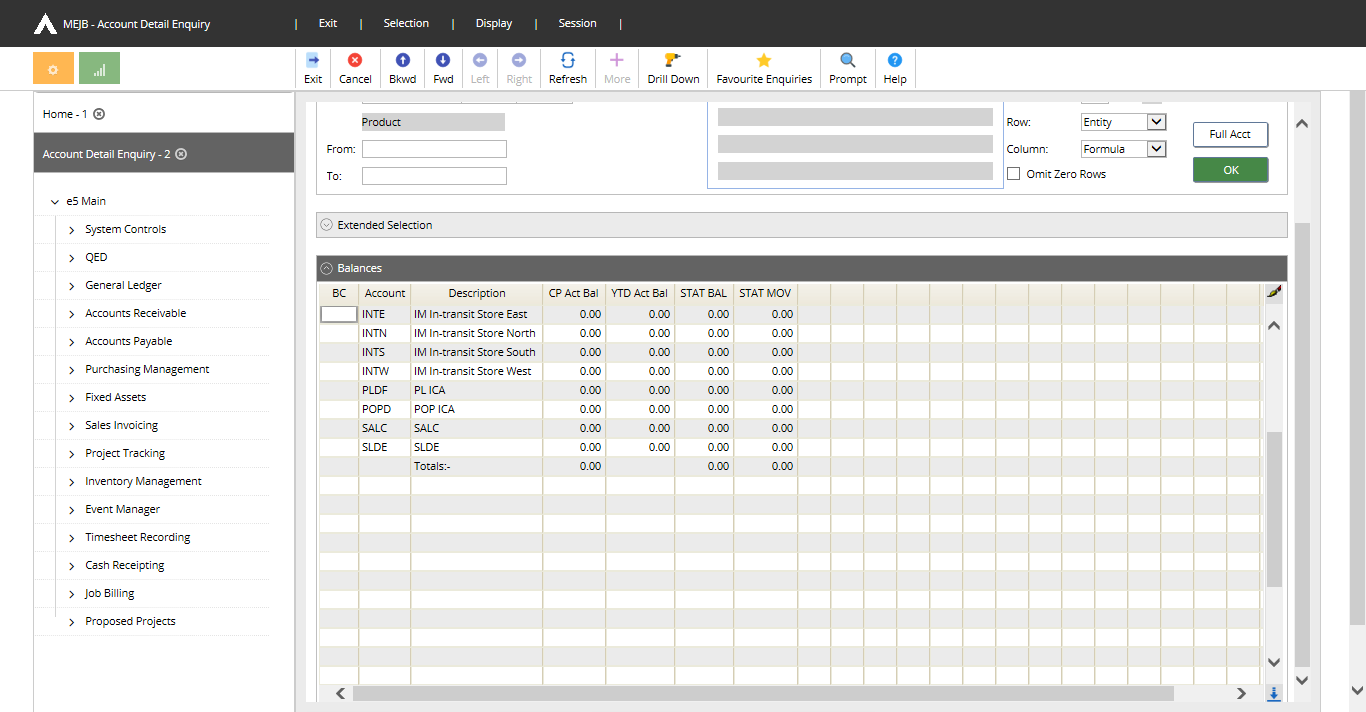 MEJB - Account Detail Enquiry | Exit | Selection | Display | Session |
Exit Cancel Bkwd Fwd Left Right Refresh More Drill Down Favourite Enquiries Prompt Help
Home - 1
Account Detail Enquiry - 2
e5 Main
System Controls
QED
General Ledger
Accounts Receivable
Accounts Payable
Purchasing Management
Fixed Assets
Sales Invoicing
Project Tracking
Inventory Management
Event Manager
Timesheet Recording
Cash Receipting
Job Billing
Proposed Projects
Product
From:
To:
Row: Entity
Column: Formula
Omit Zero Rows
Full Acct
OK
Extended Selection
Balances
BC Account Description CP Act Bal YTD Act Bal STAT BAL STAT MOV
INTE IM In-transit Store East 0.00 0.00 0.00 0.00
INTN IM In-transit Store North 0.00 0.00 0.00 0.00
INTS IM In-transit Store South 0.00 0.00 0.00 0.00
INTW IM In-transit Store West 0.00 0.00 0.00 0.00
PLDF PL ICA 0.00 0.00 0.00 0.00
POPD POP ICA 0.00 0.00 0.00 0.00
SALC SALC 0.00 0.00 0.00 0.00
SLDE SLDE 0.00 0.00 0.00 0.00
Totals:- 0.00 0.00 0.00